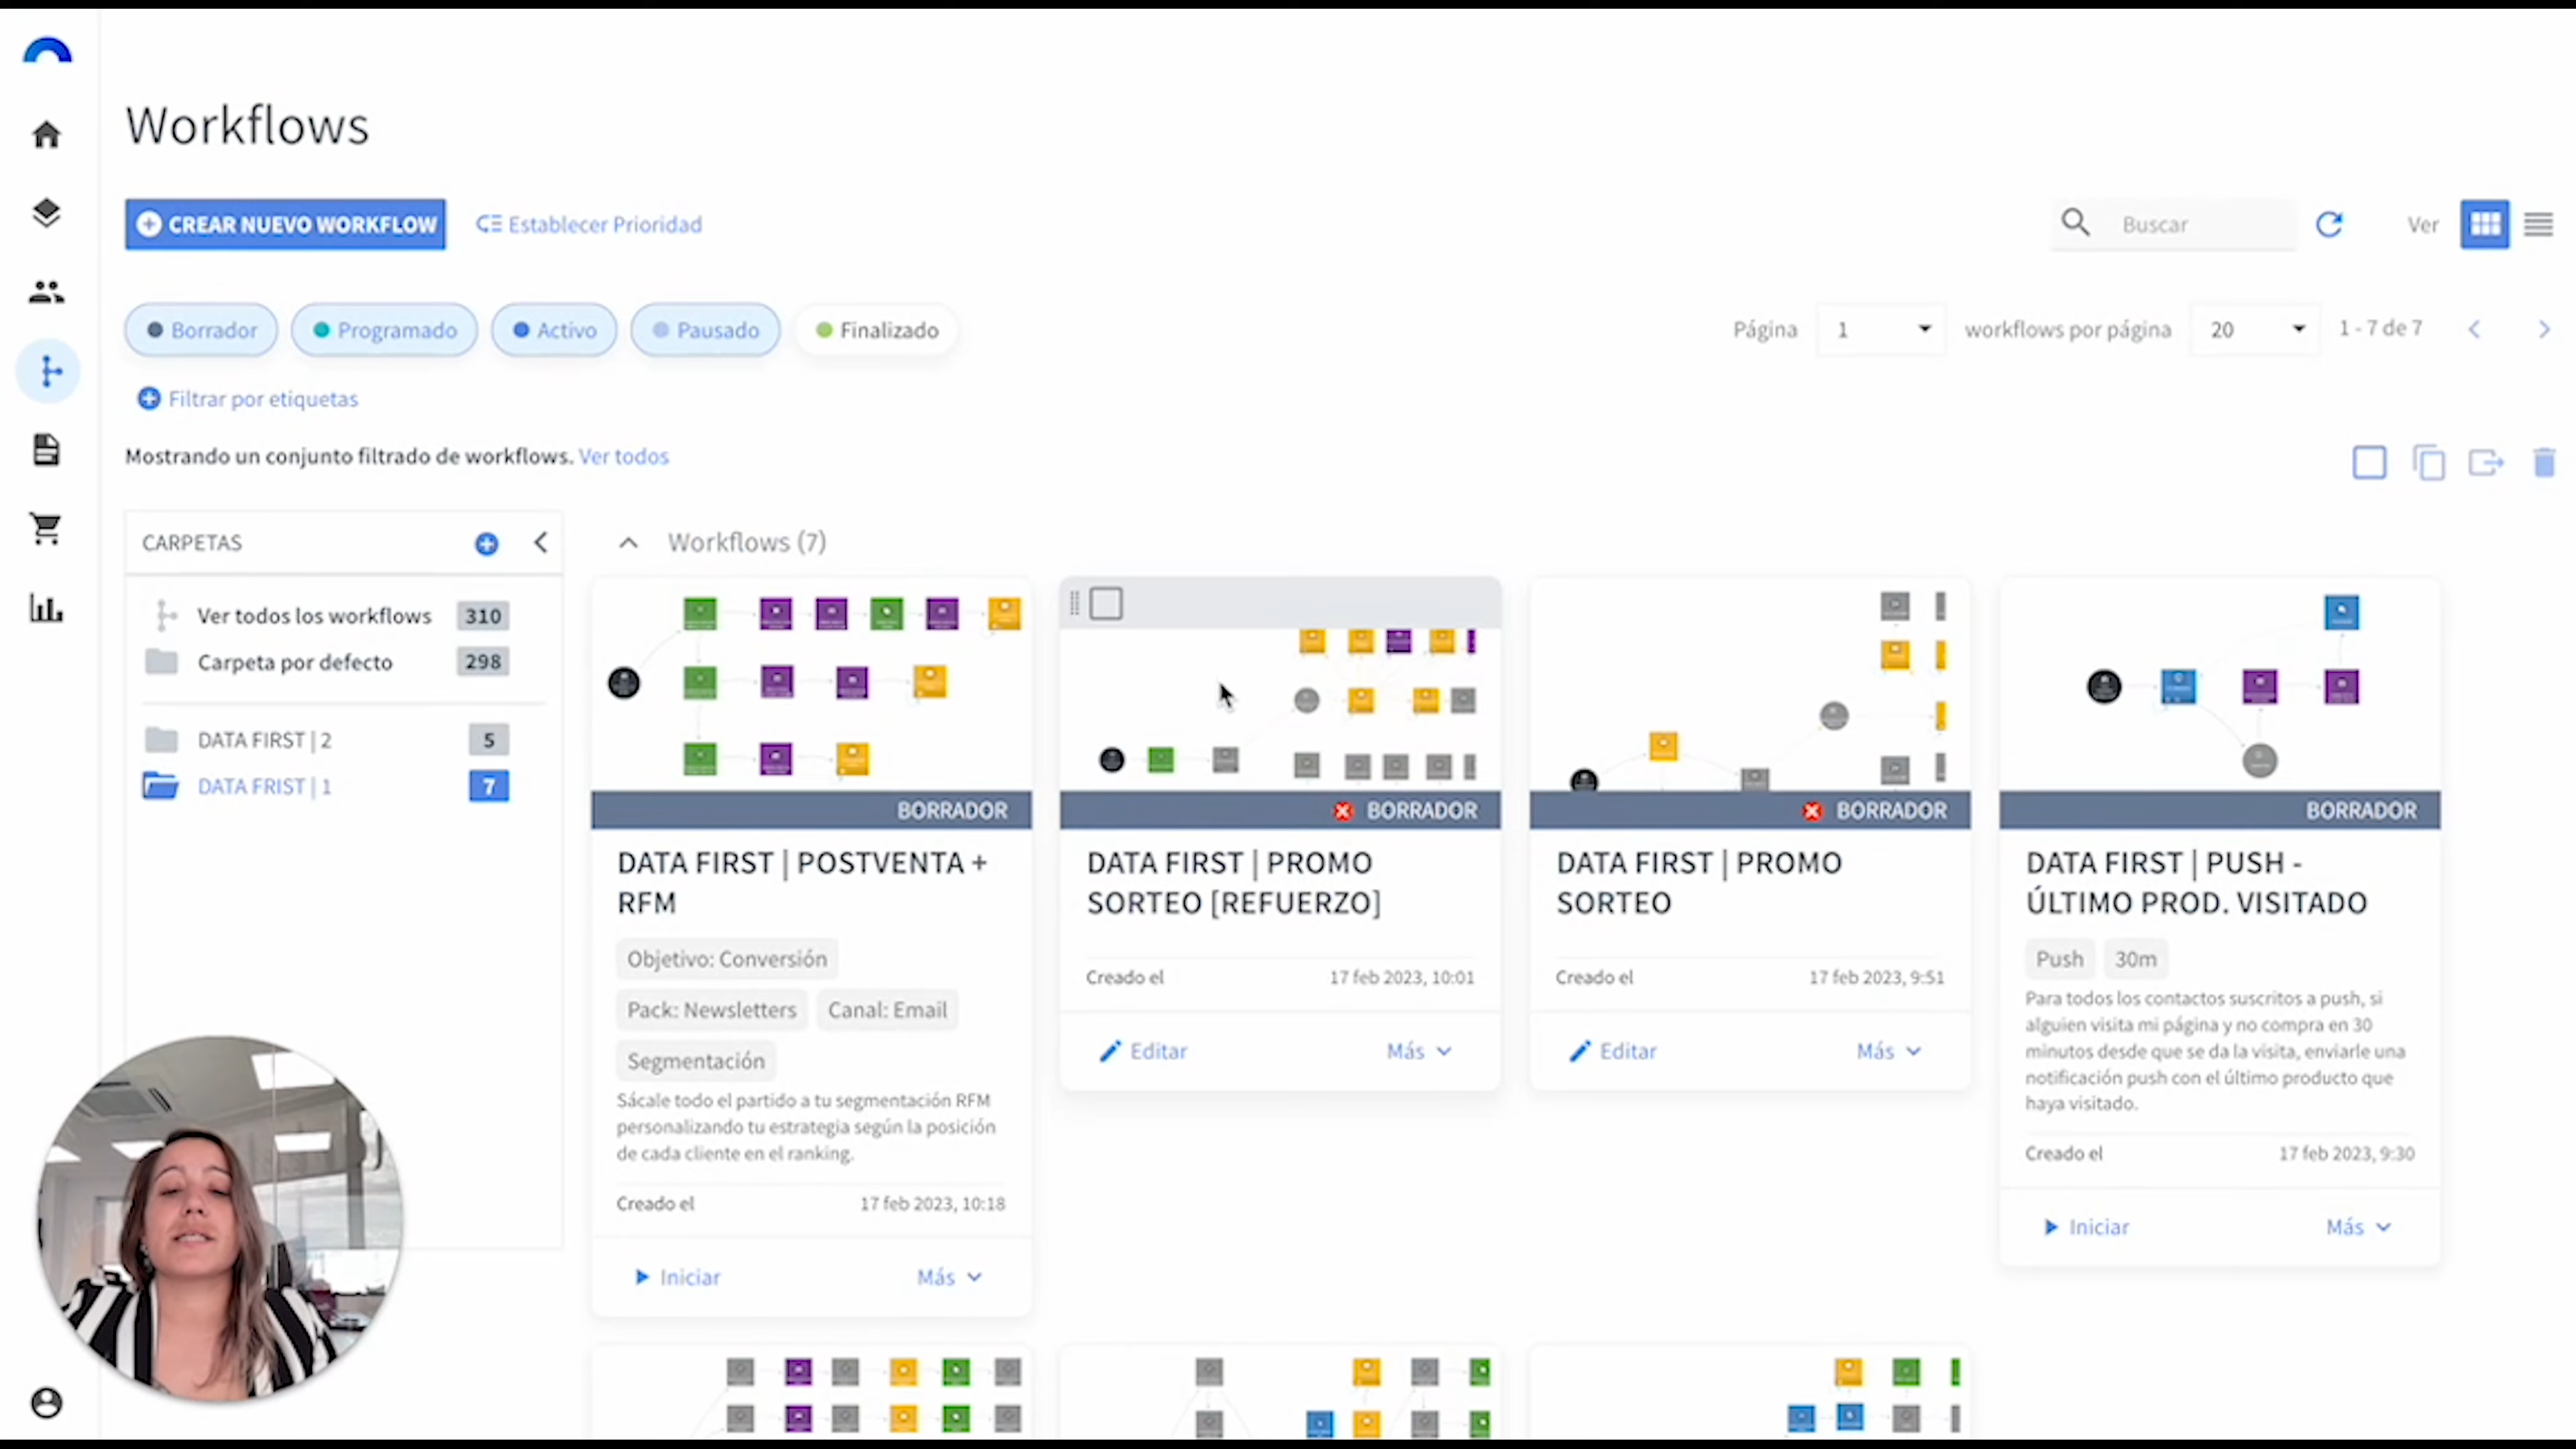 Workflows
CREAR NUEVO WORKFLOW
Establecer Prioridad
Buscar
Ver
Borrador
Programado
Activo
Pausado
Finalizado
Página
1
workflows por página
20
1 - 7 de 7
Filtrar por etiquetas
Mostrando un conjunto filtrado de workflows. Ver todos
CARPETAS
Ver todos los workflows 310
Carpeta por defecto 298
DATA FIRST | 2 5
DATA FRIST | 1 7
Workflows (7)
BORRADOR
DATA FIRST | POSTVENTA +
RFM
Objetivo: Conversión
Pack: Newsletters
Canal: Email
Segmentación
Sácale todo el partido a tu segmentación RFM
personalizando tu estrategia según la posición
de cada cliente en el ranking.
Creado el 17 feb 2023, 10:18
Iniciar
Más
BORRADOR
DATA FIRST | PROMO
SORTEO [REFUERZO]
Creado el 17 feb 2023, 10:01
Editar
Más
BORRADOR
DATA FIRST | PROMO
SORTEO
Creado el 17 feb 2023, 9:51
Editar
Más
BORRADOR
DATA FIRST | PUSH -
ÚLTIMO PROD. VISITADO
Push
30m
Para todos los contactos suscritos a push, si
alguien visita mi página y no compra en 30
minutos desde que se da la visita, enviarle una
notificación push con el último producto que
haya visitado.
Creado el 17 feb 2023, 9:30
Iniciar
Más